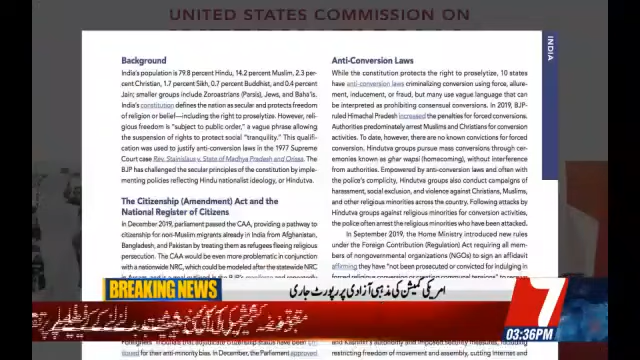 UNITED STATES COMMISSION ON
INDIA
Background
India's population is 79.8 percent Hindu, 14.2 percent Muslim, 2.3 per-
cent Christian, 1.7 percent Sikh, 0.7 percent Buddhist, and 0.4 percent
Jain; smaller groups include Zoroastrians (Parsis), Jews, and Baha'is.
India's constitution defines the nation as secular and protects freedom
of religion or belief—including the right to proselytize. However, reli-
gious freedom is "subject to public order," a vague phrase allowing
the suspension of rights to protect social "tranquility." This qualifi-
cation was used to justify anti-conversion laws in the 1977 Supreme
Court case Rev. Stanislaus v. State of Madhya Pradesh and Orissa. The
BJP has challenged the secular principles of the constitution by imple-
menting policies reflecting Hindu nationalist ideology, or Hindutva.
The Citizenship (Amendment) Act and the
National Register of Citizens
In December 2019, parliament passed the CAA, providing a pathway
to citizenship for non-Muslim migrants already in India from Afghanistan,
Bangladesh, and Pakistan by treating them as refugees fleeing religious
persecution. The CAA would be even more problematic in conjunction
with a nationwide NRC, which could be modeled after the statewide NRC
for their anti-bias. In December, the Parliament approved
Anti-Conversion Laws
While the constitution protects the right to proselytize, 10 states
have anti-conversion laws criminalizing conversion using force, allure-
ment, inducement, or fraud, but many use vague language that can
be interpreted as prohibiting consensual conversions. In 2019, BJP-
ruled Himachal Pradesh increased the penalties for forced conversions.
Authorities predominantly arrest Muslims and Christians for conversion
activities. To date, however, there are no known convictions for forced
conversion. Hindutva groups pursue mass conversions through cer-
emonies known as ghar wapsi (homecoming), without interference
from authorities. Empowered by anti-conversion laws and often with
the police's complicity, Hindutva groups also conduct campaigns of
harassment, social exclusion, and violence against Christians, Muslims,
and other religious minorities across the country. Following attacks by
Hindutva groups against religious minorities for conversion activities,
the police often arrest the religious minorities who have been attacked.
In September 2019, the Home Ministry introduced new rules
under the Foreign Contribution (Regulation) Act requiring all mem-
bers of nongovernmental organizations (NGOs) to sign an affidavit
affirming they have "not been prosecuted or convicted for indulging in
restricting freedom of movement and assembly, cutting Internet and
BREAKING NEWS
امریکی کمیشن کی مذہبی آزادی پر رپورٹ جاری
7
03:36PM